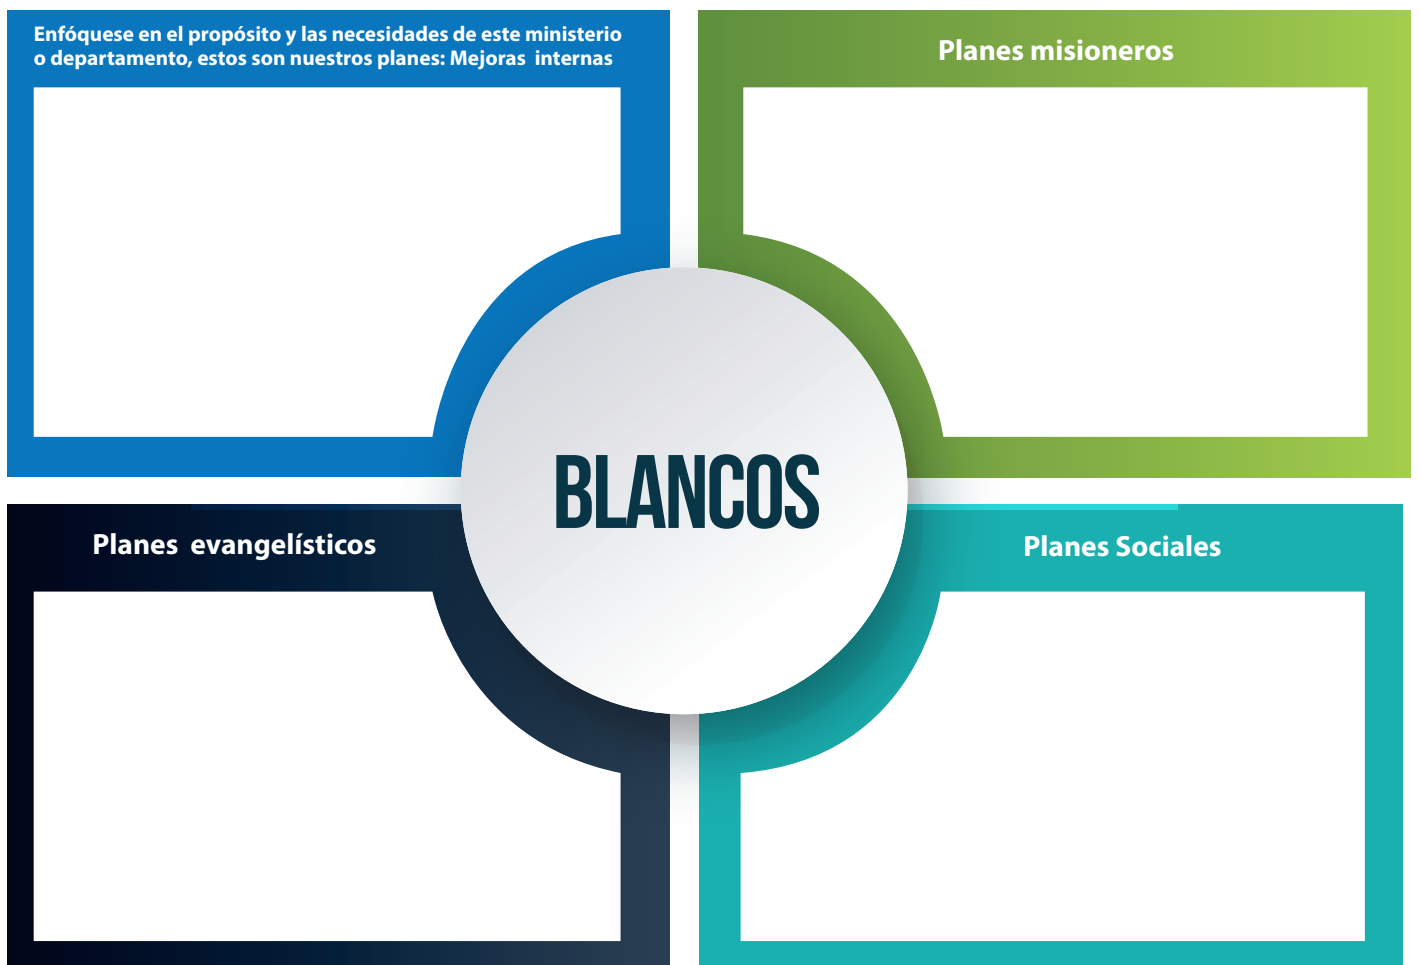 Enfóquese en el propósito y las necesidades de este ministerio
o departamento, estos son nuestros planes: Mejoras internas
Planes misioneros
BLANCOS
Planes evangelísticos
Planes Sociales